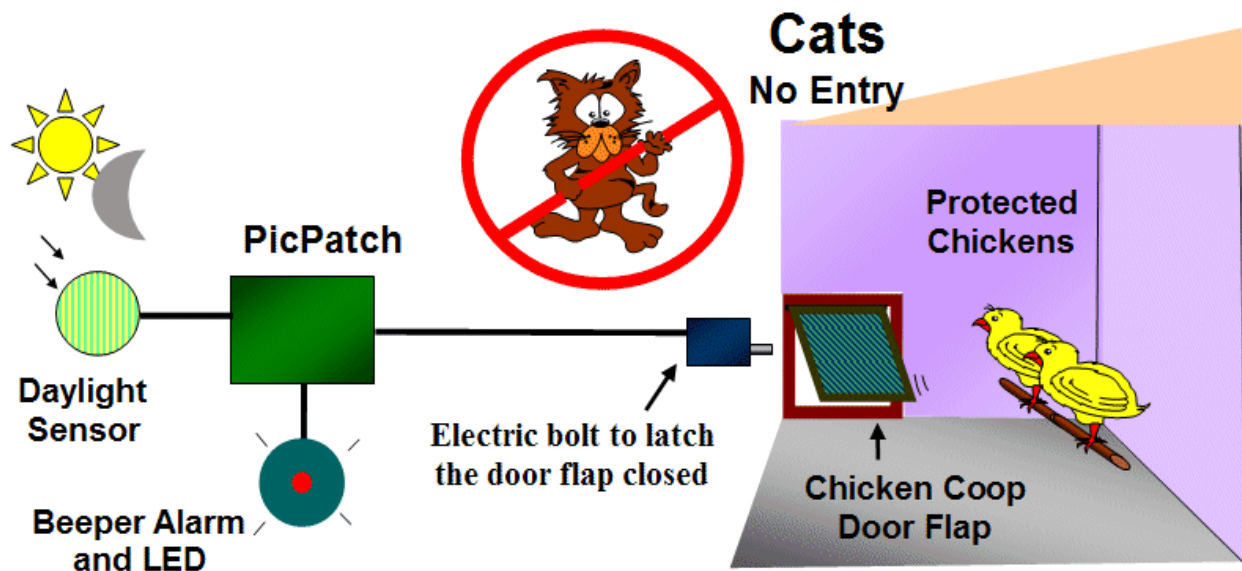 Cats
No Entry
PicPatch
Protected
Chickens
Daylight
Sensor
Electric bolt to latch
the door flap closed
Chicken Coop
Door Flap
Beeper Alarm
and LED